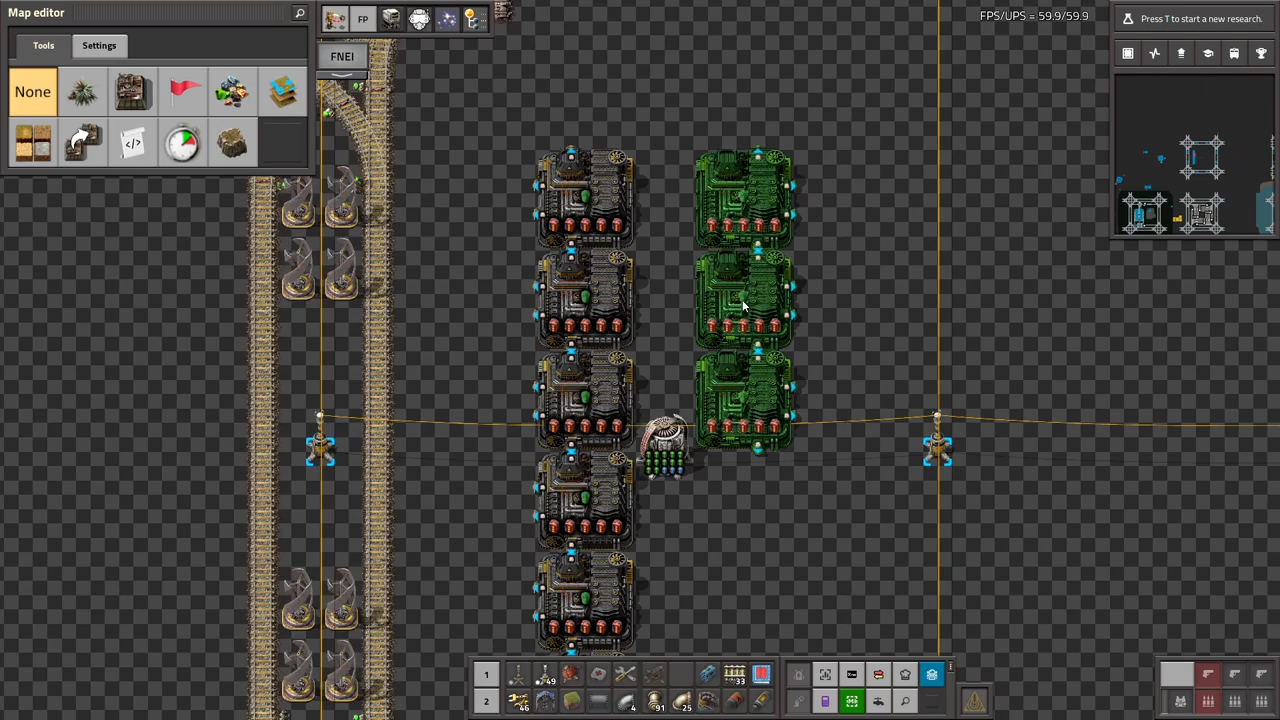 Map editor
FP
FPS/UPS = 59.9/59.9
Press T to start a new research.
Tools
Settings
FNEI
None
</>
1
49
33
2
46
4
91
25